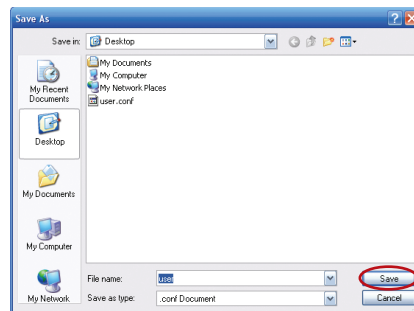 Save As
Save in: Desktop
My Recent
Documents
Desktop
My Documents
My Computer
My Network
My Documents
My Computer
My Network Places
user.conf
File name: user
Save as type: .conf Document
Save
Cancel